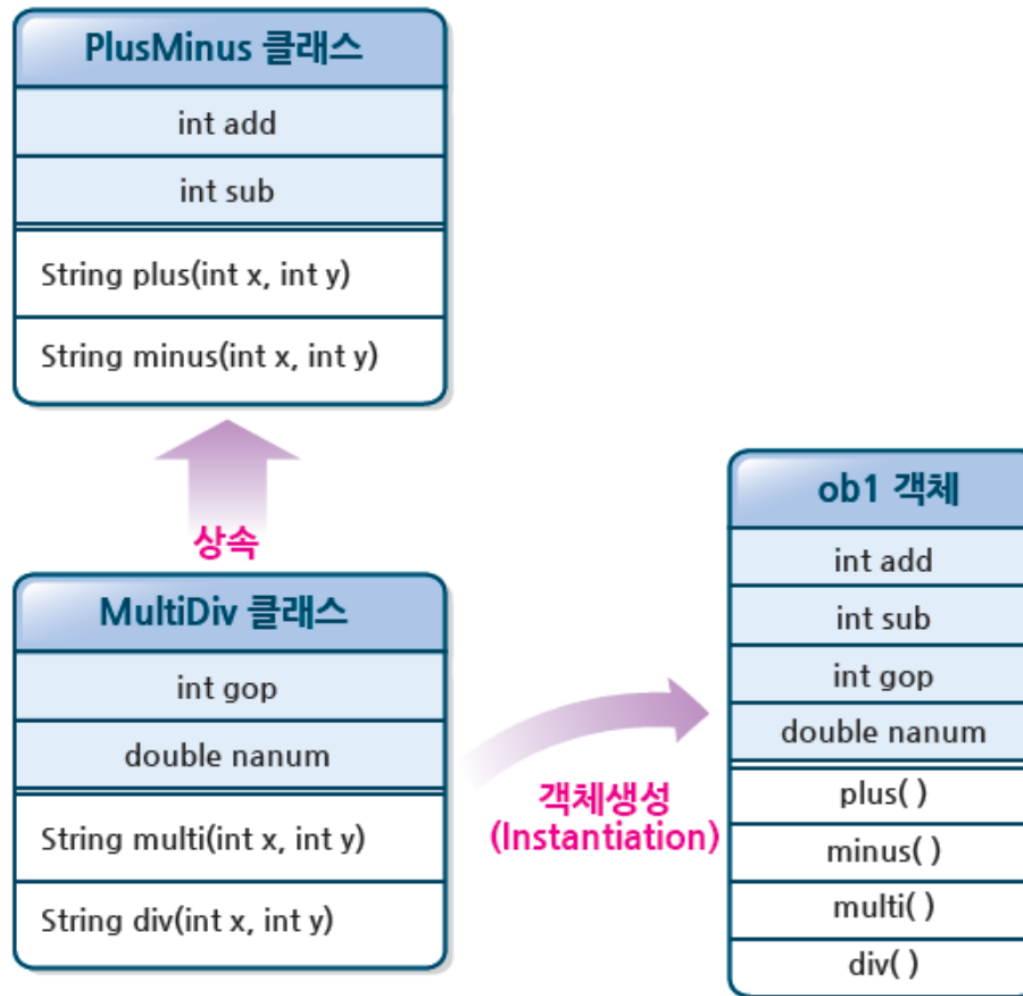 PlusMinus 클래스
int add
int sub
String plus(int x, int y)
String minus(int x, int y)
상속
MultiDiv 클래스
int gop
double nanum
String multi(int x, int y)
String div(int x, int y)
객체생성
(Instantiation)
ob1 객체
int add
int sub
int gop
double nanum
plus( )
minus( )
multi( )
div( )